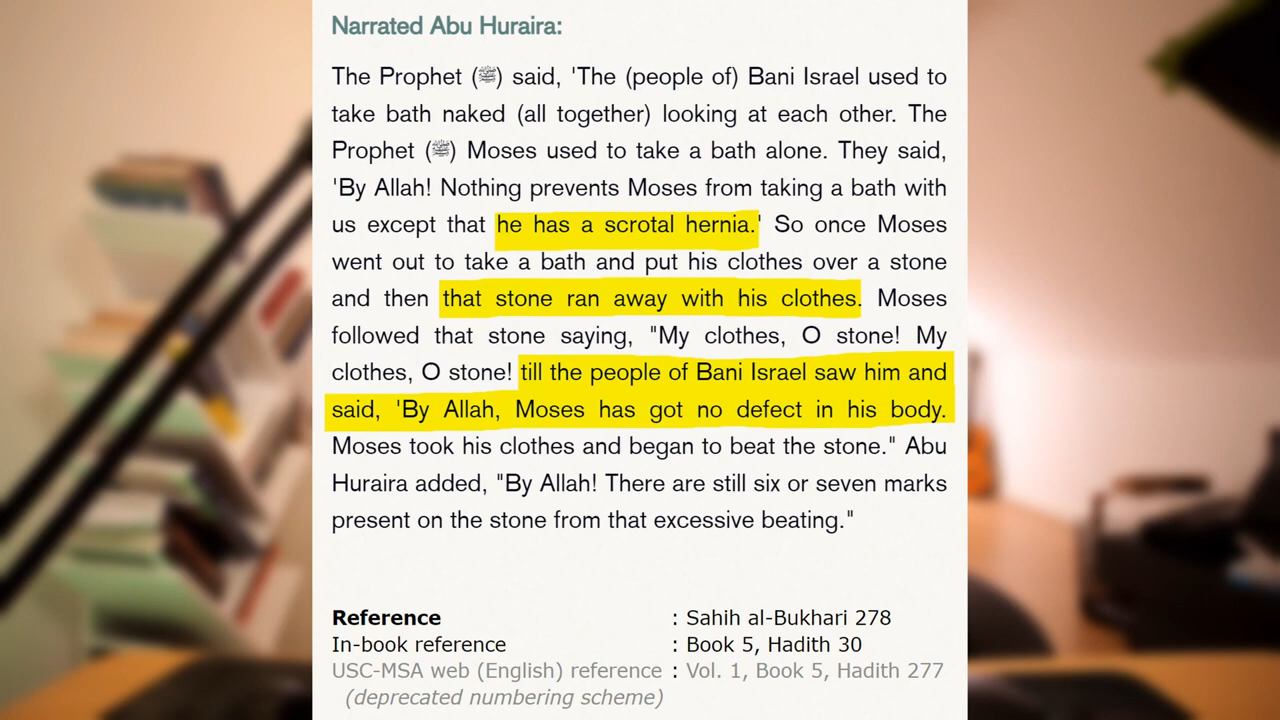 Narrated Abu Huraira:
The Prophet (ﷺ) said, 'The (people of) Bani Israel used to
take bath naked (all together) looking at each other. The
Prophet (ﷺ) Moses used to take a bath alone. They said,
'By Allah! Nothing prevents Moses from taking a bath with
us except that he has a scrotal hernia.' So once Moses
went out to take a bath and put his clothes over a stone
and then that stone ran away with his clothes. Moses
followed that stone saying, "My clothes, O stone! My
clothes, O stone! till the people of Bani Israel saw him and
said, 'By Allah, Moses has got no defect in his body.
Moses took his clothes and began to beat the stone." Abu
Huraira added, "By Allah! There are still six or seven marks
present on the stone from that excessive beating."
Reference : Sahih al-Bukhari 278
In-book reference : Book 5, Hadith 30
USC-MSA web (English) reference : Vol. 1, Book 5, Hadith 277
(deprecated numbering scheme)